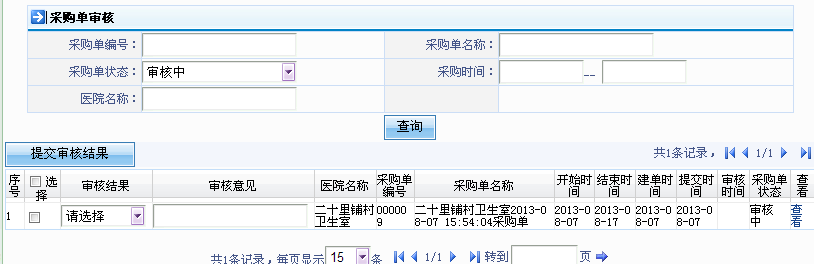 采购单审核
采购单编号： 采购单名称：
采购单状态： 审核中 采购时间： --
医院名称：
查询
提交审核结果 共1条记录， 1/1
序号 选择 审核结果 审核意见 医院名称 采购单编号 采购单名称 开始时间 结束时间 建单时间 提交时间 审核时间 采购单状态 查看
1 请选择 二十里铺村卫生室 000009 二十里铺村卫生室2013-08-07 15:54:04采购单 2013-08-07 2013-08-17 2013-08-07 2013-08-07 审核中 查看
共1条记录，每页显示 15 条 1/1 转到 页